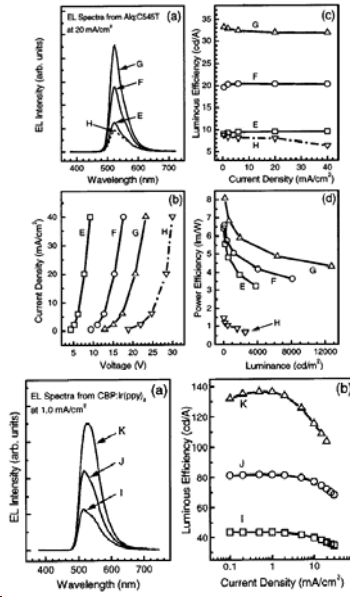 EL Spectra from Alq:C545T
at 20 mA/cm²
(a)
G
F
E
H
EL Intensity (arb. units)
400 500 600 700
Wavelength (nm)
(c)
G
F
E
H
Luminous Efficiency (cd/A)
35
30
25
20
15
10
5
0 10 20 30 40
Current Density (mA/cm²)
(b)
E F G H
Current Density (mA/cm²)
40
30
20
10
0
5 10 15 20 25 30
Voltage (V)
(d)
G
F
E
H
Power Efficiency (lm/W)
8
6
4
2
0
0 4000 8000 12000
Luminance (cd/m²)
EL Spectra from CBP:Ir(ppy)₃
at 1.0 mA/cm²
(a)
K
J
I
EL Intensity (arb. units)
400 500 600 700
Wavelength (nm)
(b)
K
J
I
Luminous Efficiency (cd/A)
140
120
100
80
60
40
0.1 1 10
Current Density (mA/cm²)